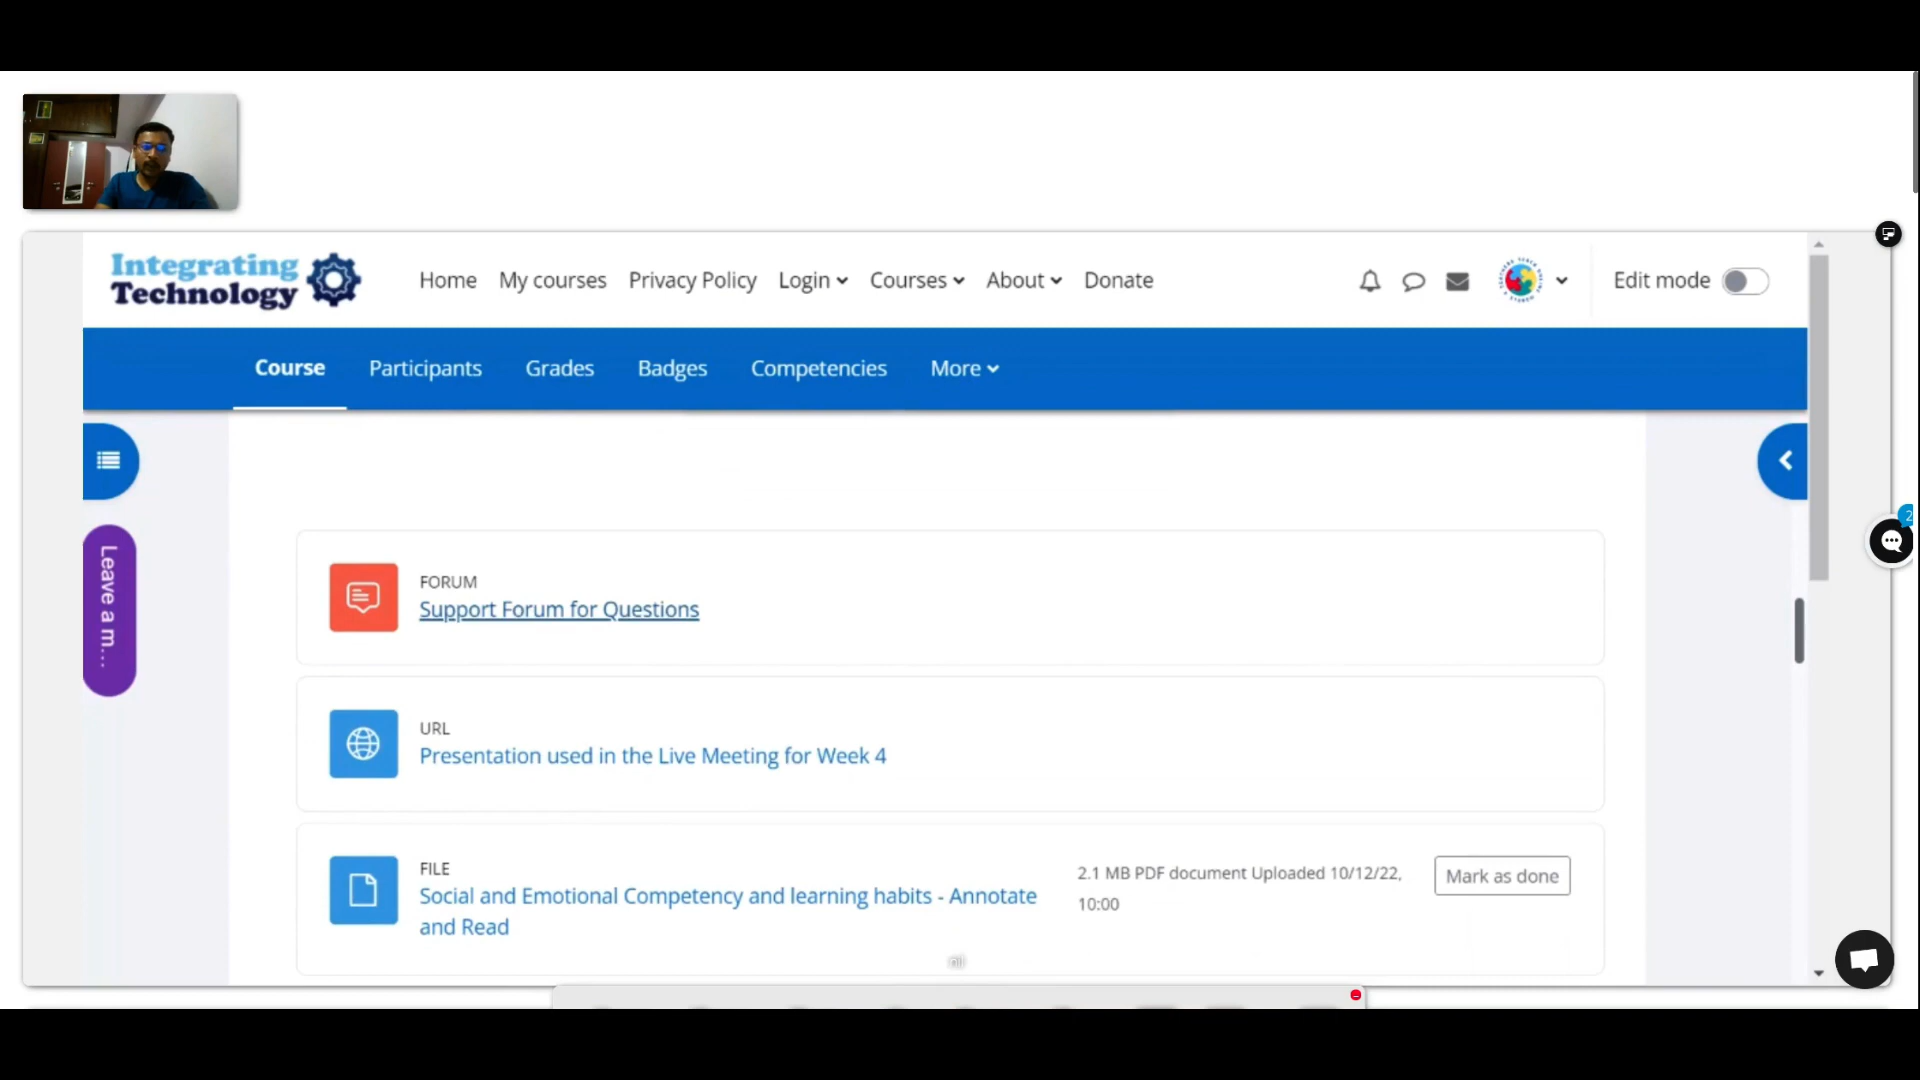 Integrating
Technology
Home My courses Privacy Policy Login Courses About Donate
Edit mode
Course Participants Grades Badges Competencies More
Leave a m...
2
FORUM
Support Forum for Questions
URL
Presentation used in the Live Meeting for Week 4
FILE
Social and Emotional Competency and learning habits - Annotate
and Read
2.1 MB PDF document Uploaded 10/12/22,
10:00
Mark as done